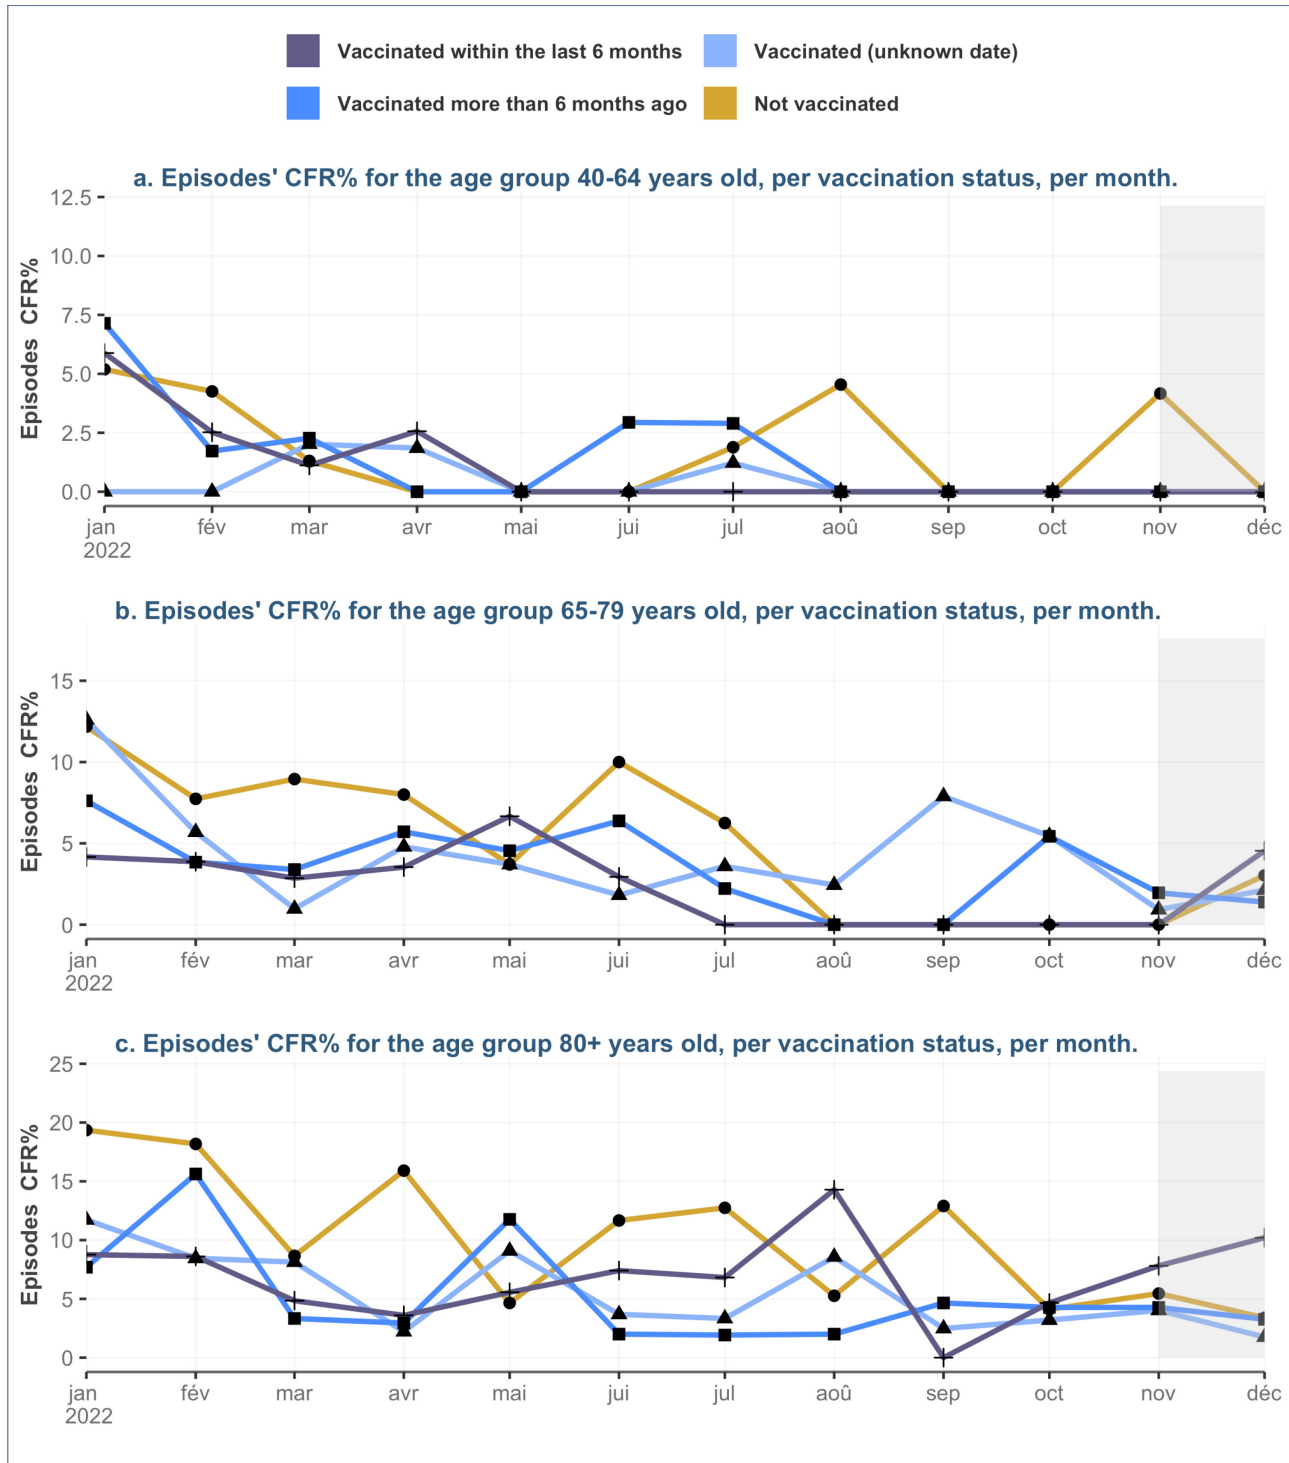 Vaccinated within the last 6 months
Vaccinated (unknown date)
Vaccinated more than 6 months ago
Not vaccinated
a. Episodes' CFR% for the age group 40-64 years old, per vaccination status, per month.
12.5
10.0
7.5
5.0
2.5
0.0
Episodes CFR%
jan fév mar avr mai jui jul aoû sep oct nov déc
2022
b. Episodes' CFR% for the age group 65-79 years old, per vaccination status, per month.
15
10
5
0
Episodes CFR%
jan fév mar avr mai jui jul aoû sep oct nov déc
2022
c. Episodes' CFR% for the age group 80+ years old, per vaccination status, per month.
25
20
15
10
5
0
Episodes CFR%
jan fév mar avr mai jui jul aoû sep oct nov déc
2022